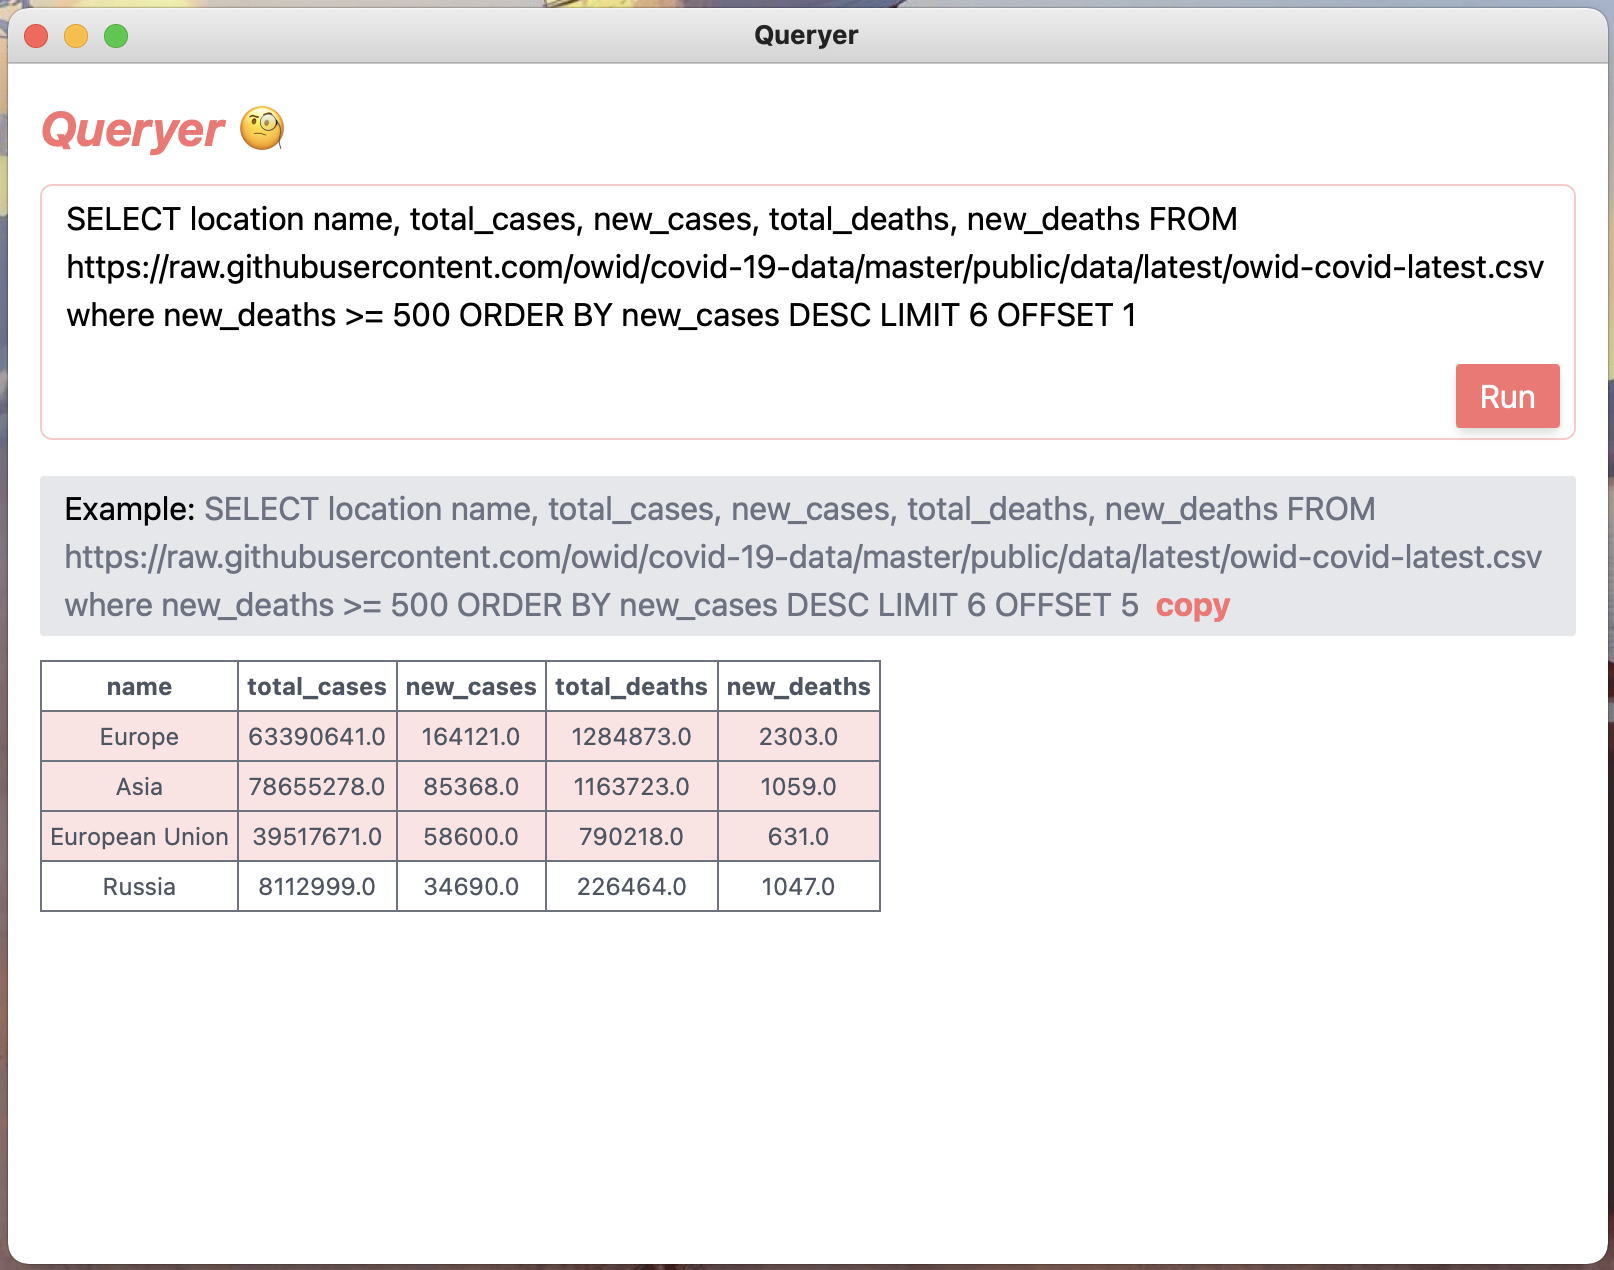 Queryer
Queryer 🧐
SELECT location name, total_cases, new_cases, total_deaths, new_deaths FROM
https://raw.githubusercontent.com/owid/covid-19-data/master/public/data/latest/owid-covid-latest.csv
where new_deaths >= 500 ORDER BY new_cases DESC LIMIT 6 OFFSET 1
Run
Example: SELECT location name, total_cases, new_cases, total_deaths, new_deaths FROM
https://raw.githubusercontent.com/owid/covid-19-data/master/public/data/latest/owid-covid-latest.csv
where new_deaths >= 500 ORDER BY new_cases DESC LIMIT 6 OFFSET 5 copy
name total_cases new_cases total_deaths new_deaths
Europe 63390641.0 164121.0 1284873.0 2303.0
Asia 78655278.0 85368.0 1163723.0 1059.0
European Union 39517671.0 58600.0 790218.0 631.0
Russia 8112999.0 34690.0 226464.0 1047.0